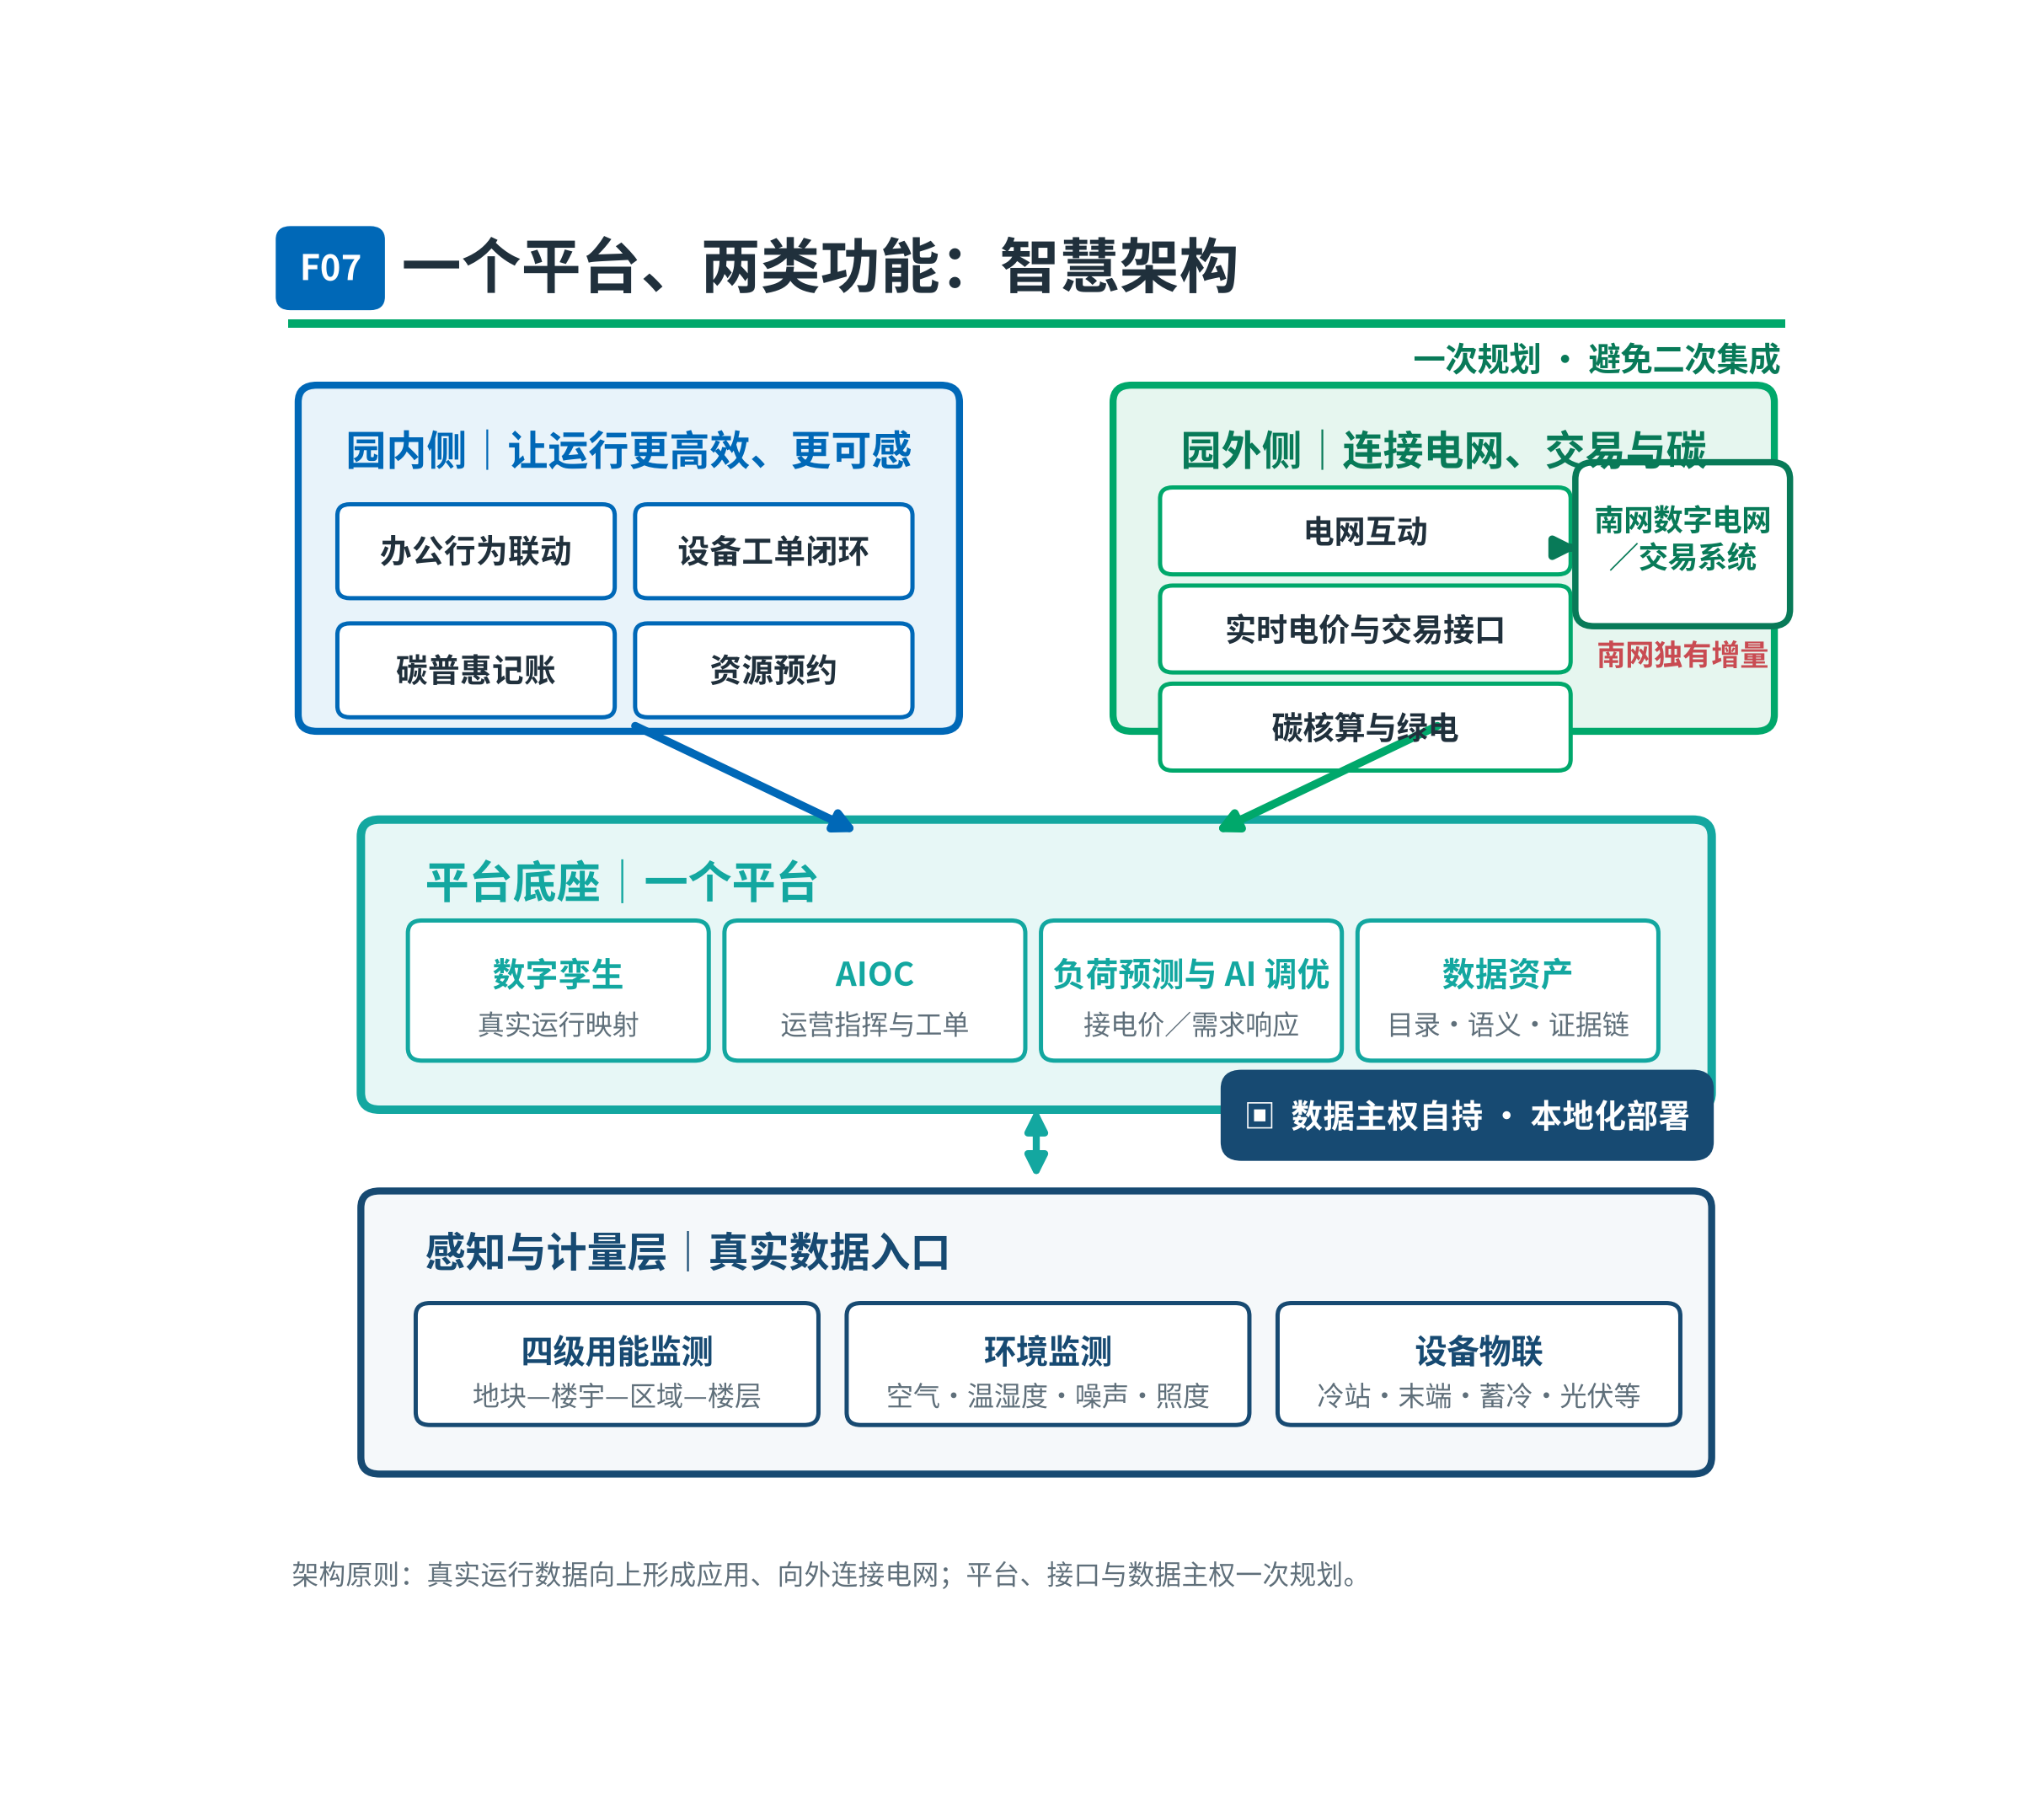 F07
一个平台、两类功能：智慧架构
一次规划 · 避免二次集成
园内侧｜让运行更高效、更可感
办公行为联动
设备工单闭环
碳普惠记账
资源预约
园外侧｜连接电网、交易与碳
电网互动
实时电价与交易接口
碳核算与绿电
南网数字电网
／交易系统
南网独有增量
平台底座｜一个平台
数字孪生
真实运行映射
AIOC
运营指挥与工单
负荷预测与 AI 调优
接电价／需求响应
数据资产
目录・语义・证据链
▣ 数据主权自持 · 本地化部署
感知与计量层｜真实数据入口
四级用能监测
地块—楼宇—区域—楼层
环境监测
空气・温湿度・噪声・照度
设备物联
冷站・末端・蓄冷・光伏等
架构原则：真实运行数据向上形成应用、向外连接电网；平台、接口与数据主权一次规划。